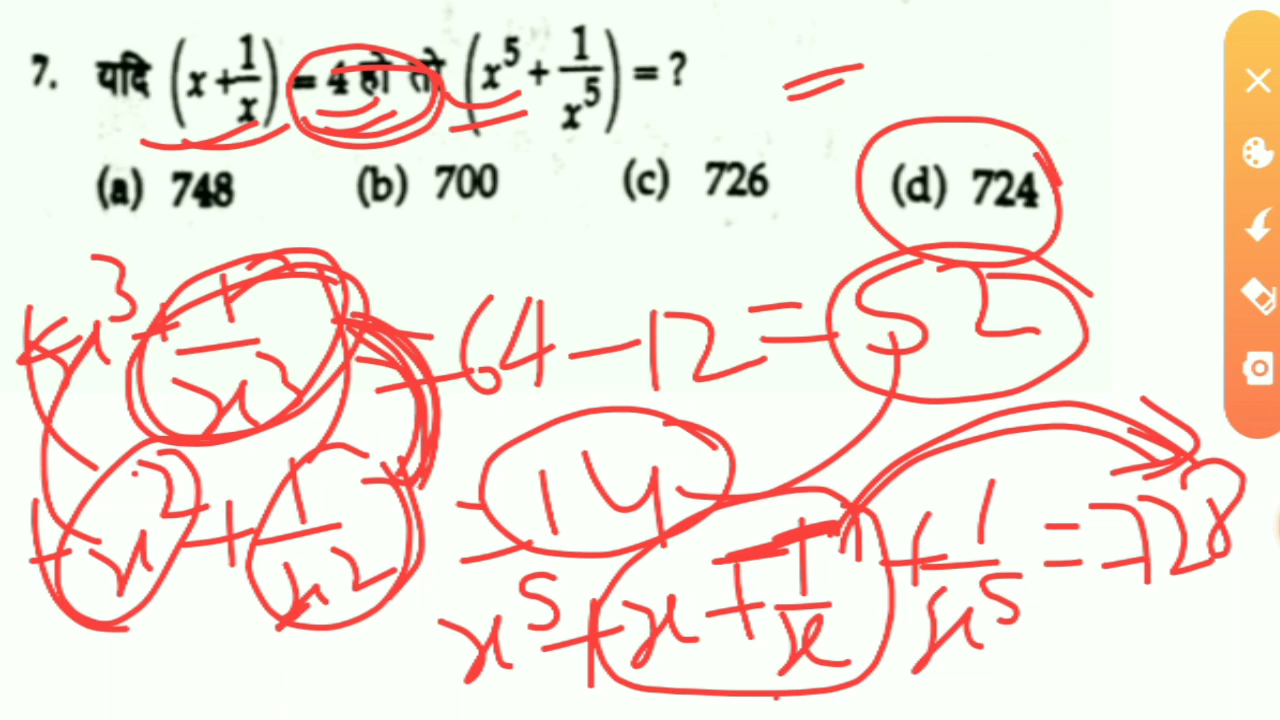 7. यदि (x + 1/x) = 4 हो तो (x⁵ + 1/x⁵) = ?
(a) 748 (b) 700 (c) 726 (d) 724
x³ + 1/x³ = 64 - 12 = 52
x² + 1/x² = 14
x⁵ + x + 1/x + 1/x⁵ = 728